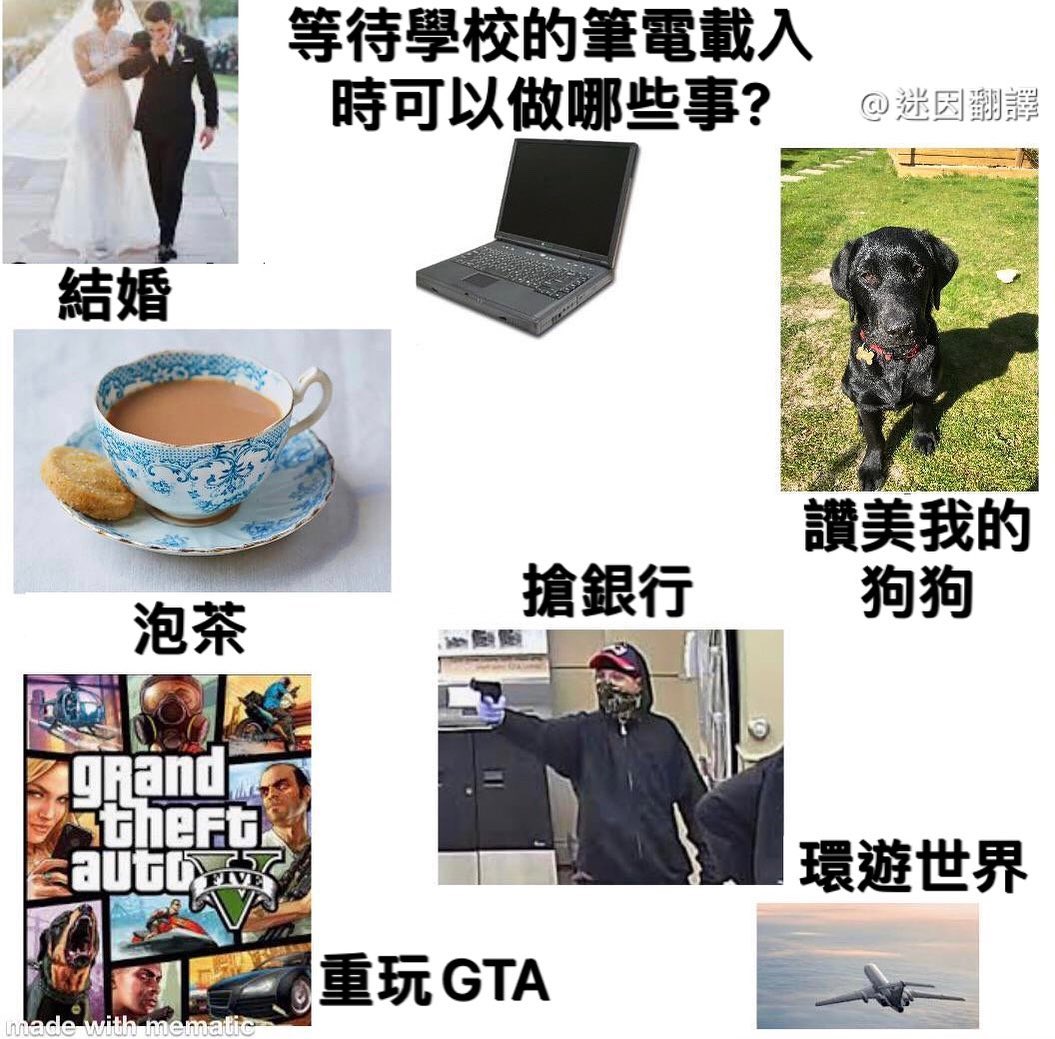 等待學校的筆電載入
時可以做哪些事?
@迷因翻譯
結婚
讚美我的
狗狗
泡茶
搶銀行
grand
theft
auto
V
FIVE
環遊世界
重玩GTA
made with mematic